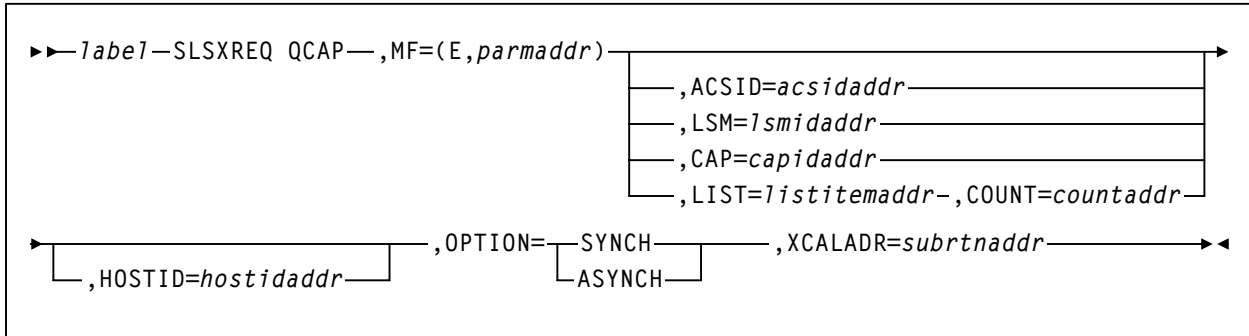 label SLSXREQ QCAP ,MF=(E,parmaddr)
,ACSID=acsidaddr
,LSM=lsmidaddr
,CAP=capidaddr
,LIST=listitemaddr ,COUNT=countaddr
,HOSTID=hostidaddr
,OPTION= SYNCH
ASYNCH
,XCALADR=subrtnaddr